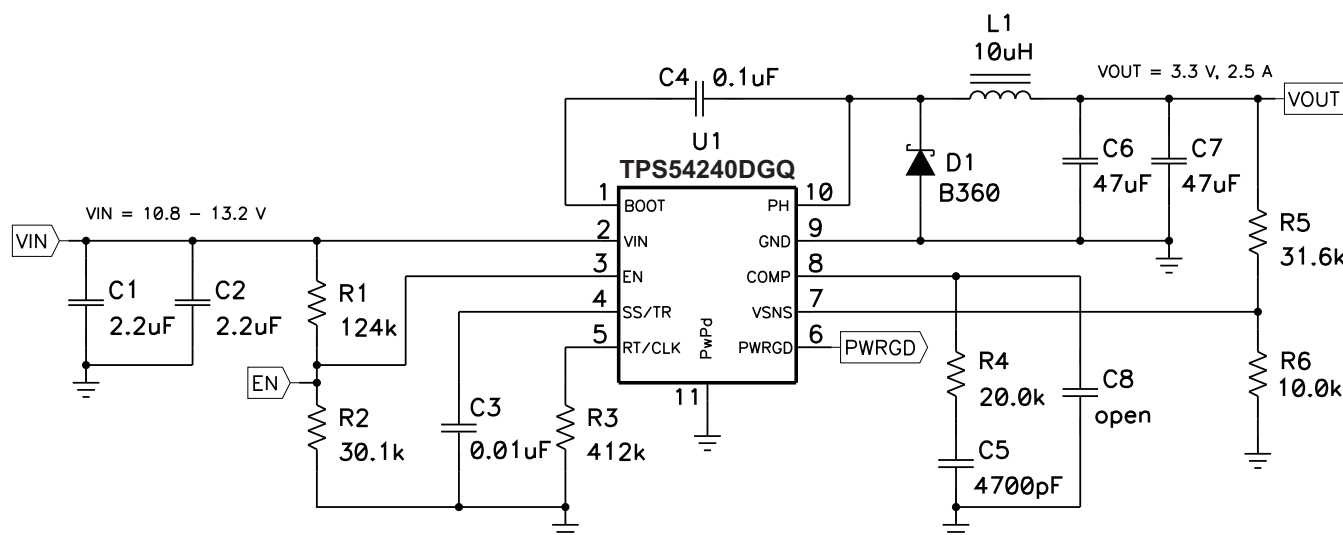 L1
10uH
C4 0.1uF
VOUT = 3.3 V, 2.5 A
VOUT
U1
TPS54240DGQ
C6
47uF
C7
47uF
D1
B360
1 BOOT
PH 10
VIN = 10.8 – 13.2 V
VIN
2 VIN
GND 9
R5
31.6k
3 EN
COMP 8
C1
2.2uF
C2
2.2uF
R1
124k
4 SS/TR
VSNS 7
5 RT/CLK
PwPd
PWRGD 6
PWRGD
EN
11
R4
20.0k
C8
open
R6
10.0k
R2
30.1k
C3
0.01uF
R3
412k
C5
4700pF